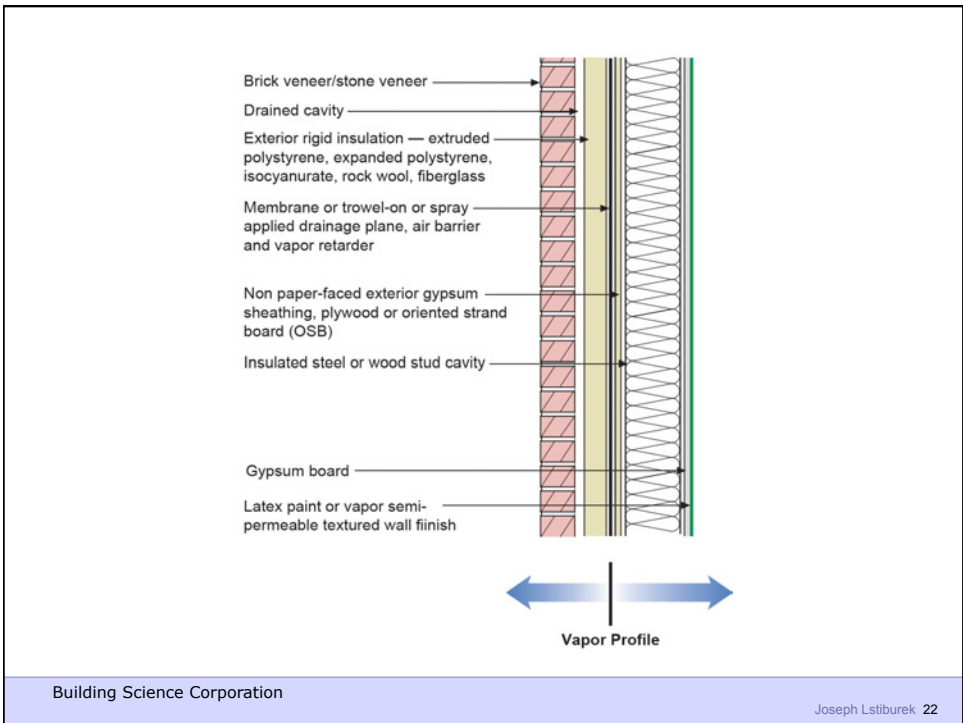 Brick veneer/stone veneer
Drained cavity
Exterior rigid insulation — extruded
polystyrene, expanded polystyrene,
isocyanurate, rock wool, fiberglass
Membrane or trowel-on or spray
applied drainage plane, air barrier
and vapor retarder
Non paper-faced exterior gypsum
sheathing, plywood or oriented strand
board (OSB)
Insulated steel or wood stud cavity
Gypsum board
Latex paint or vapor semi-
permeable textured wall fiinish
Vapor Profile
Building Science Corporation
Joseph Lstiburek 22